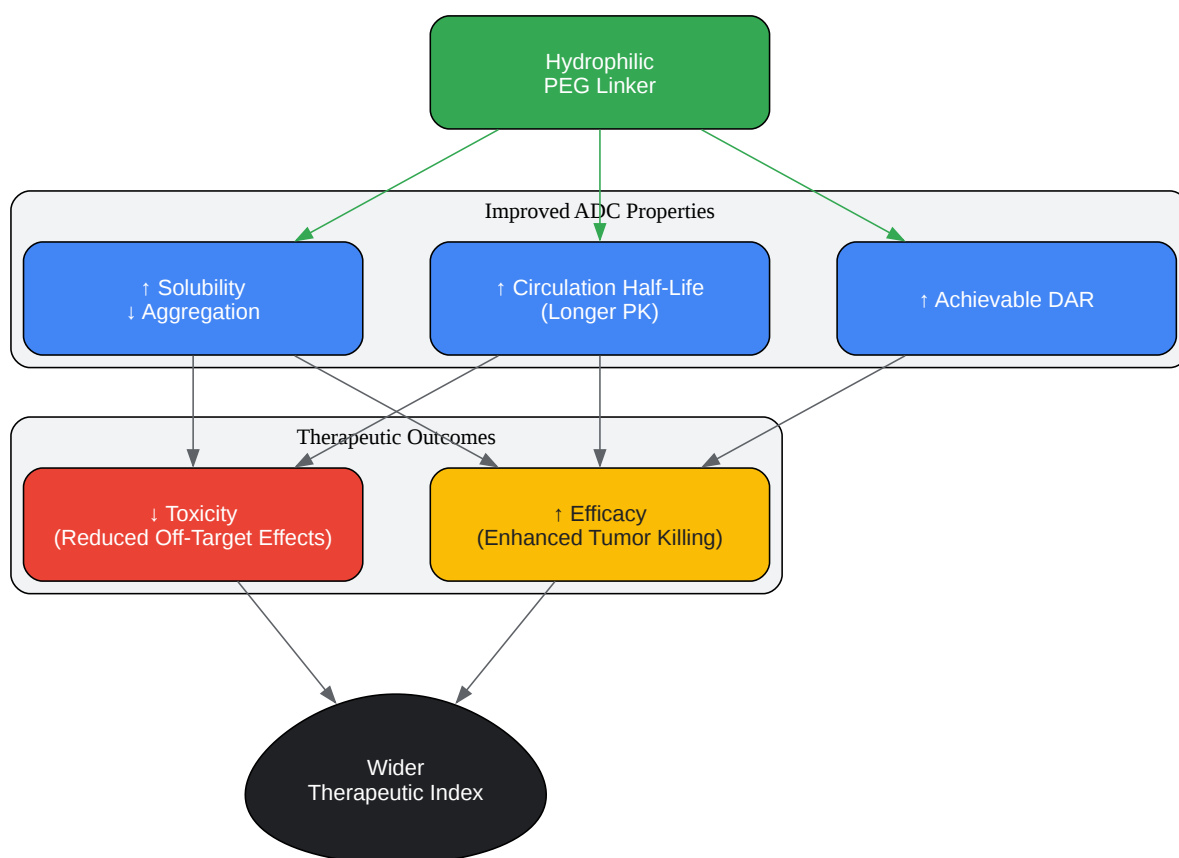 Hydrophilic
PEG Linker
Improved ADC Properties
↑ Solubility
↓ Aggregation
↑ Circulation Half-Life
(Longer PK)
↑ Achievable DAR
Therapeutic Outcomes
↓ Toxicity
(Reduced Off-Target Effects)
↑ Efficacy
(Enhanced Tumor Killing)
Wider
Therapeutic Index